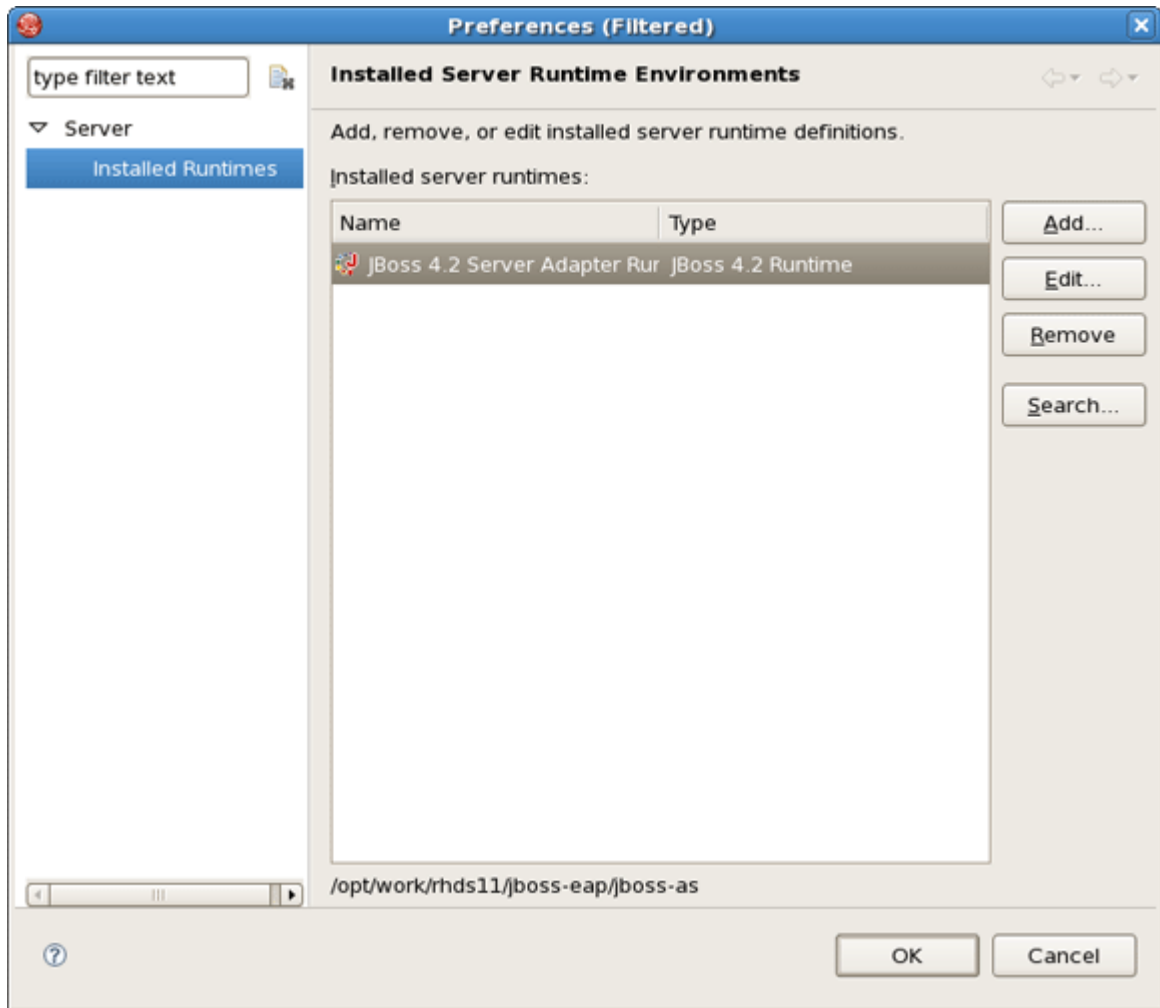 Preferences (Filtered)
type filter text
Server
Installed Runtimes
Installed Server Runtime Environments
Add, remove, or edit installed server runtime definitions.
Installed server runtimes:
Name Type
JBoss 4.2 Server Adapter Rur JBoss 4.2 Runtime
Add...
Edit...
Remove
Search...
/opt/work/rhds11/jboss-eap/jboss-as
OK Cancel